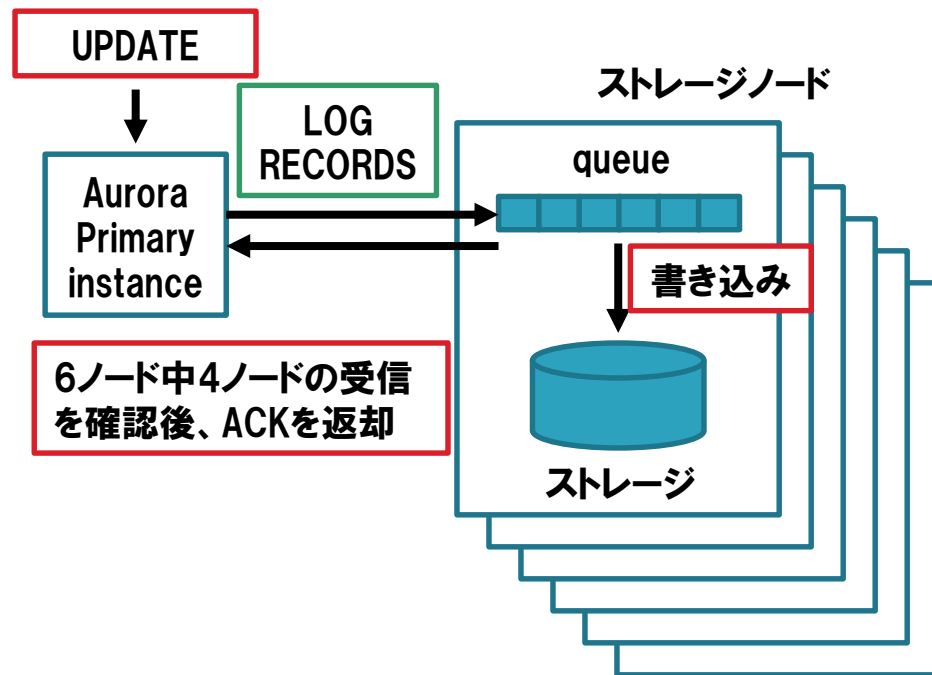 UPDATE
ストレージノード
LOG
RECORDS
queue
Aurora
Primary
instance
書き込み
6ノード中4ノードの受信
を確認後、ACKを返却
ストレージ